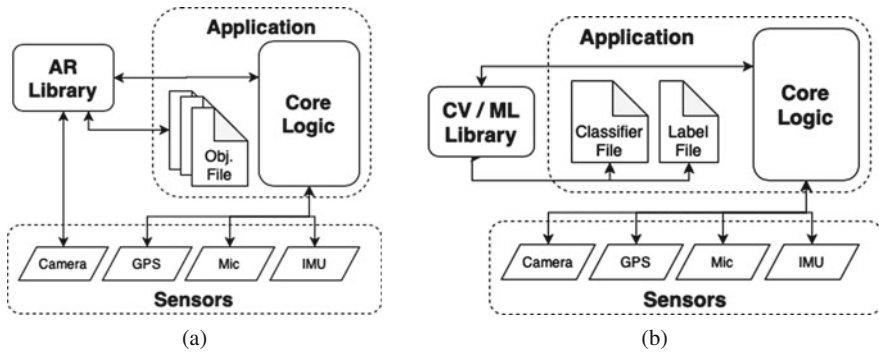 Application
AR
Library
Core
Logic
Obj.
File
Camera
GPS
Mic
IMU
Sensors
(a)
Application
CV / ML
Library
Classifier
File
Label
File
Core
Logic
Camera
GPS
Mic
IMU
Sensors
(b)